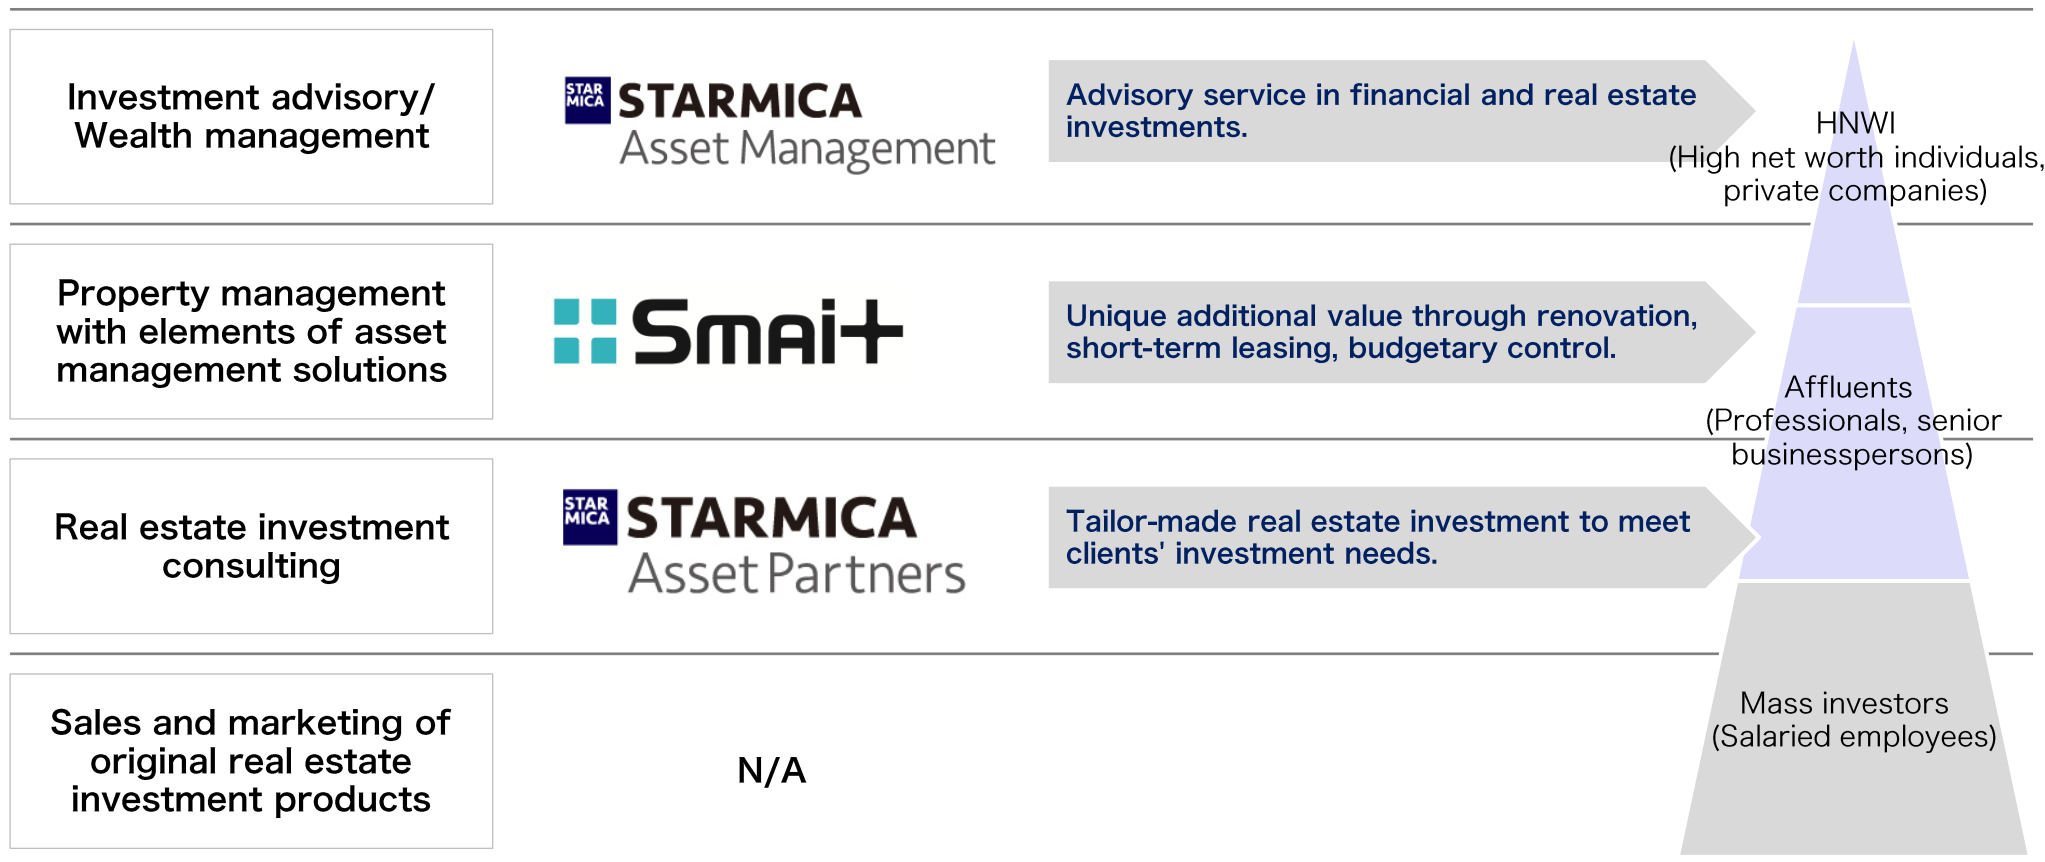 Investment advisory/
Wealth management
STAR
MICA
STARMICA
Asset Management
Advisory service in financial and real estate
investments.
HNWI
(High net worth individuals,
private companies)
Property management
with elements of asset
management solutions
Smai+
Unique additional value through renovation,
short-term leasing, budgetary control.
Affluents
(Professionals, senior
businesspersons)
Real estate investment
consulting
STAR
MICA
STARMICA
Asset Partners
Tailor-made real estate investment to meet
clients' investment needs.
Sales and marketing of
original real estate
investment products
N/A
Mass investors
(Salaried employees)